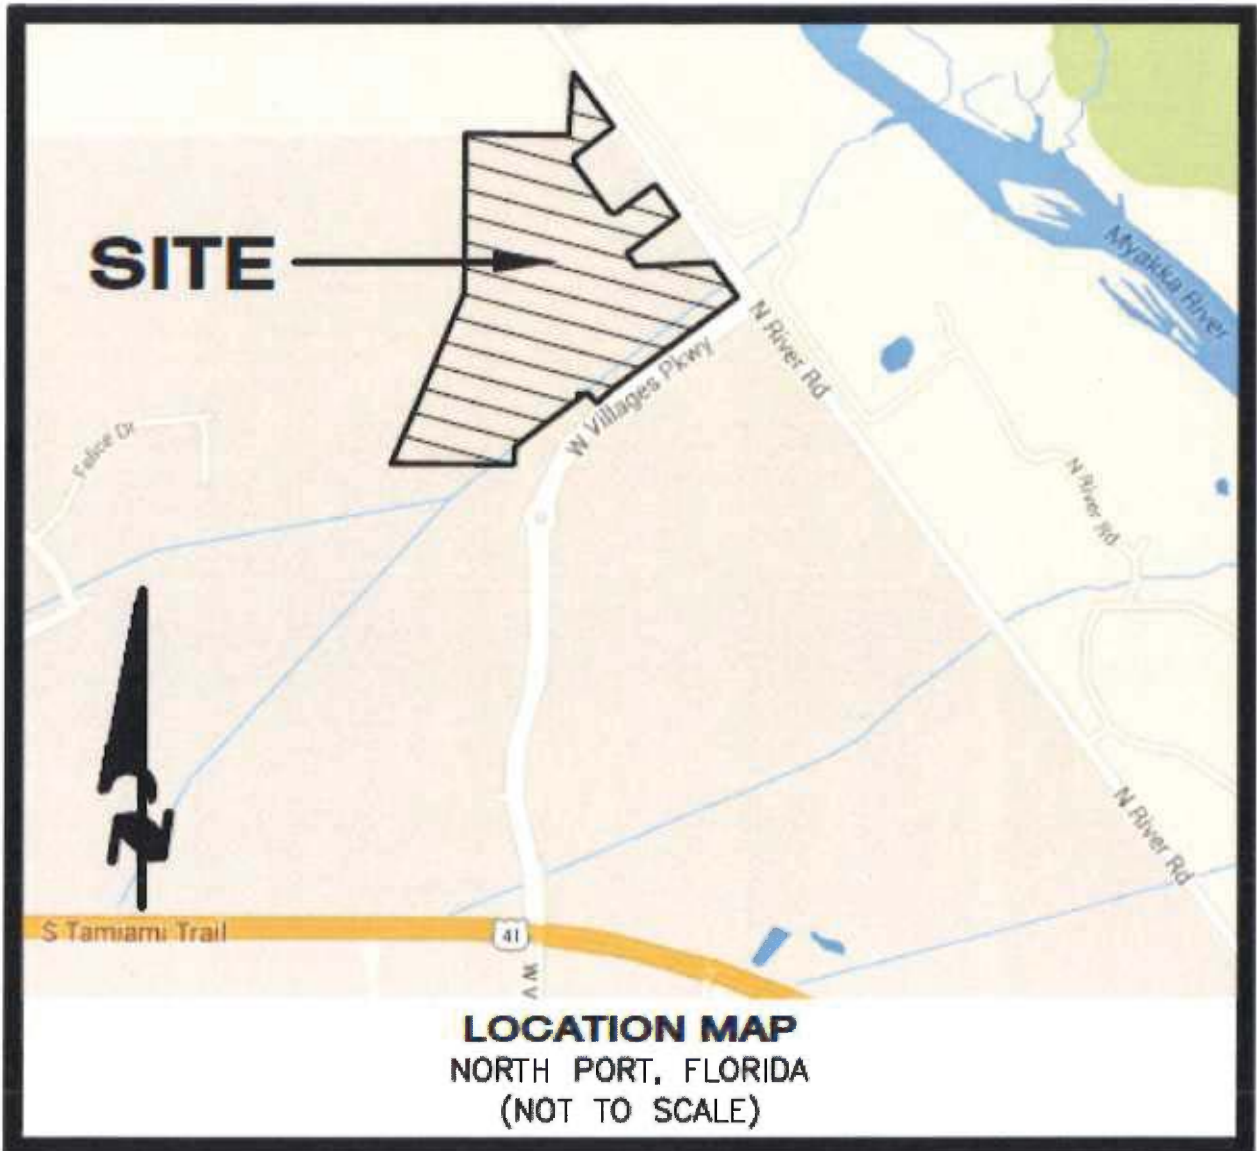 Myakka River
SITE
N River Rd
W Villages Pkwy
Felice Dr
N River Rd
N River Rd
S Tamiami Trail
41
W V
LOCATION MAP
NORTH PORT, FLORIDA
(NOT TO SCALE)